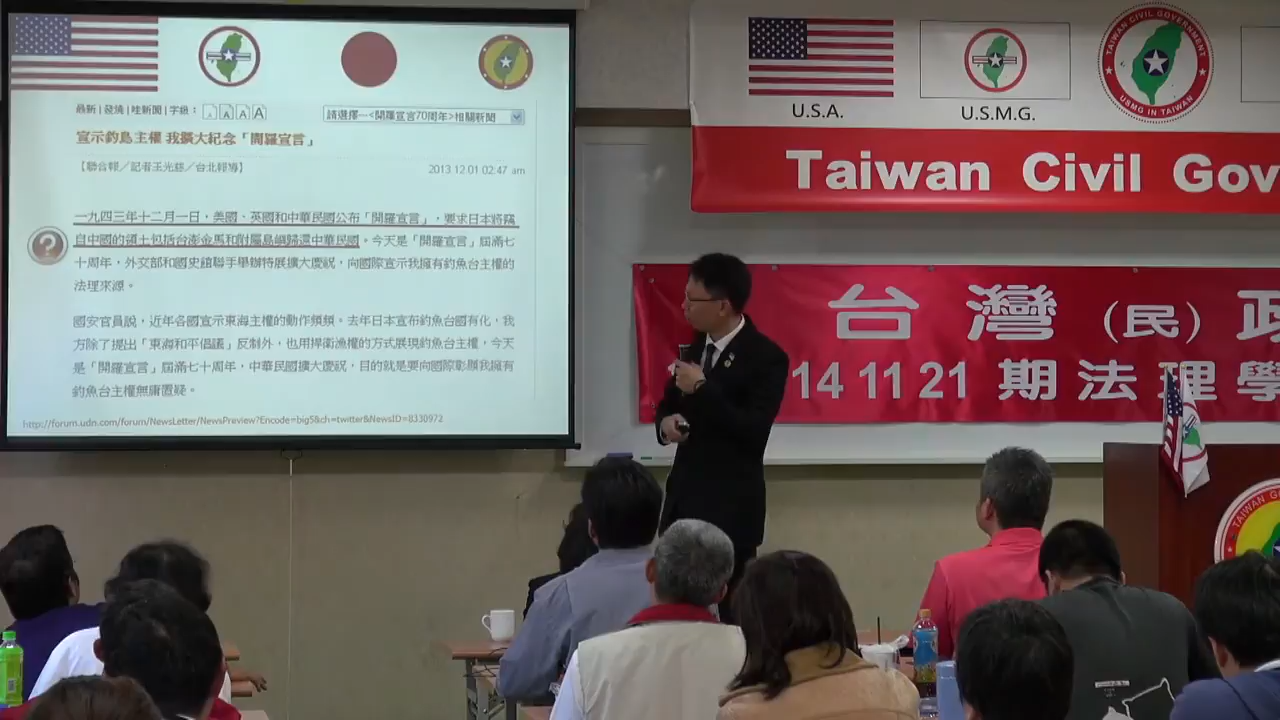 最新 | 發燒 | 哇新聞 | 字級：A A A A
請選擇--<開羅宣言70周年>相關新聞
宣示釣島主權 我擴大紀念「開羅宣言」
【聯合報╱記者王光慈╱台北報導】
2013.12.01 02:47 am
一九四三年十二月一日，美國、英國和中華民國公布「開羅宣言」，要求日本將竊
自中國的領土包括台澎金馬和附屬島嶼歸還中華民國。今天是「開羅宣言」屆滿七
十周年，外交部和國史館聯手舉辦特展擴大慶祝，向國際宣示我擁有釣魚台主權的
法理來源。
國安官員說，近年各國宣示東海主權的動作頻頻。去年日本宣布釣魚台國有化，我
方除了提出「東海和平倡議」反制外，也用捍衛漁權的方式展現釣魚台主權，今天
是「開羅宣言」屆滿七十周年，中華民國擴大慶祝，目的就是要向國際彰顯我擁有
釣魚台主權無庸置疑。
http://forum.udn.com/forum/NewsLetter/NewsPreview?Encode=big5&ch=twitter&NewsID=8330972
U.S.A.
U.S.M.G.
TAIWAN CIVIL GOVERNMENT
USMG IN TAIWAN
Taiwan Civil Gov
台灣（民）政
14 11 21 期法理學
TAIWAN G